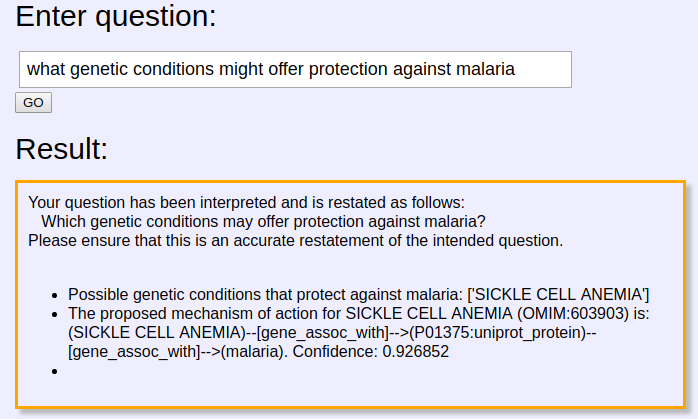 Enter question:
what genetic conditions might offer protection against malaria
GO
Result:
Your question has been interpreted and is restated as follows:
Which genetic conditions may offer protection against malaria?
Please ensure that this is an accurate restatement of the intended question.
• Possible genetic conditions that protect against malaria: ['SICKLE CELL ANEMIA']
• The proposed mechanism of action for SICKLE CELL ANEMIA (OMIM:603903) is:
(SICKLE CELL ANEMIA)--[gene_assoc_with]-->(P01375:uniprot_protein)--
[gene_assoc_with]-->(malaria). Confidence: 0.926852
•